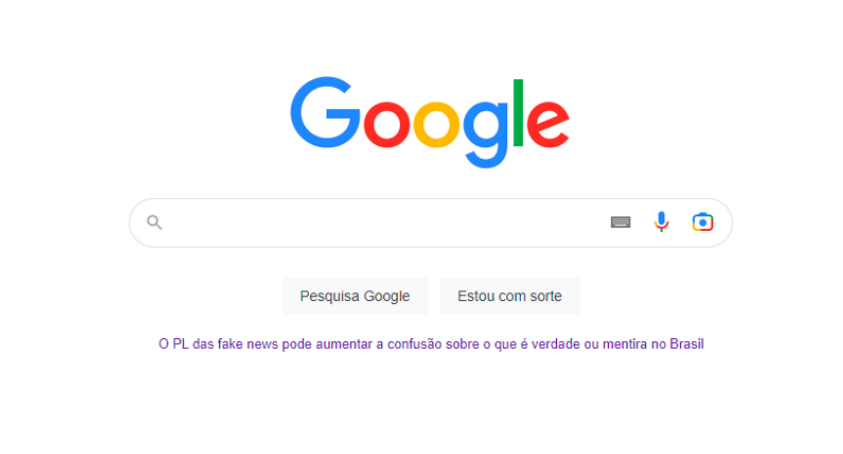 Google
Pesquisa Google
Estou com sorte
O PL das fake news pode aumentar a confusão sobre o que é verdade ou mentira no Brasil